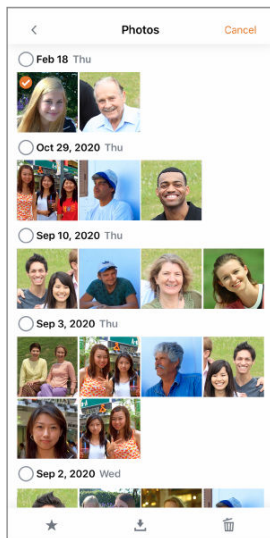 Photos Cancel
Feb 18 Thu
Oct 29, 2020 Thu
Sep 10, 2020 Thu
Sep 3, 2020 Thu
Sep 2, 2020 Wed